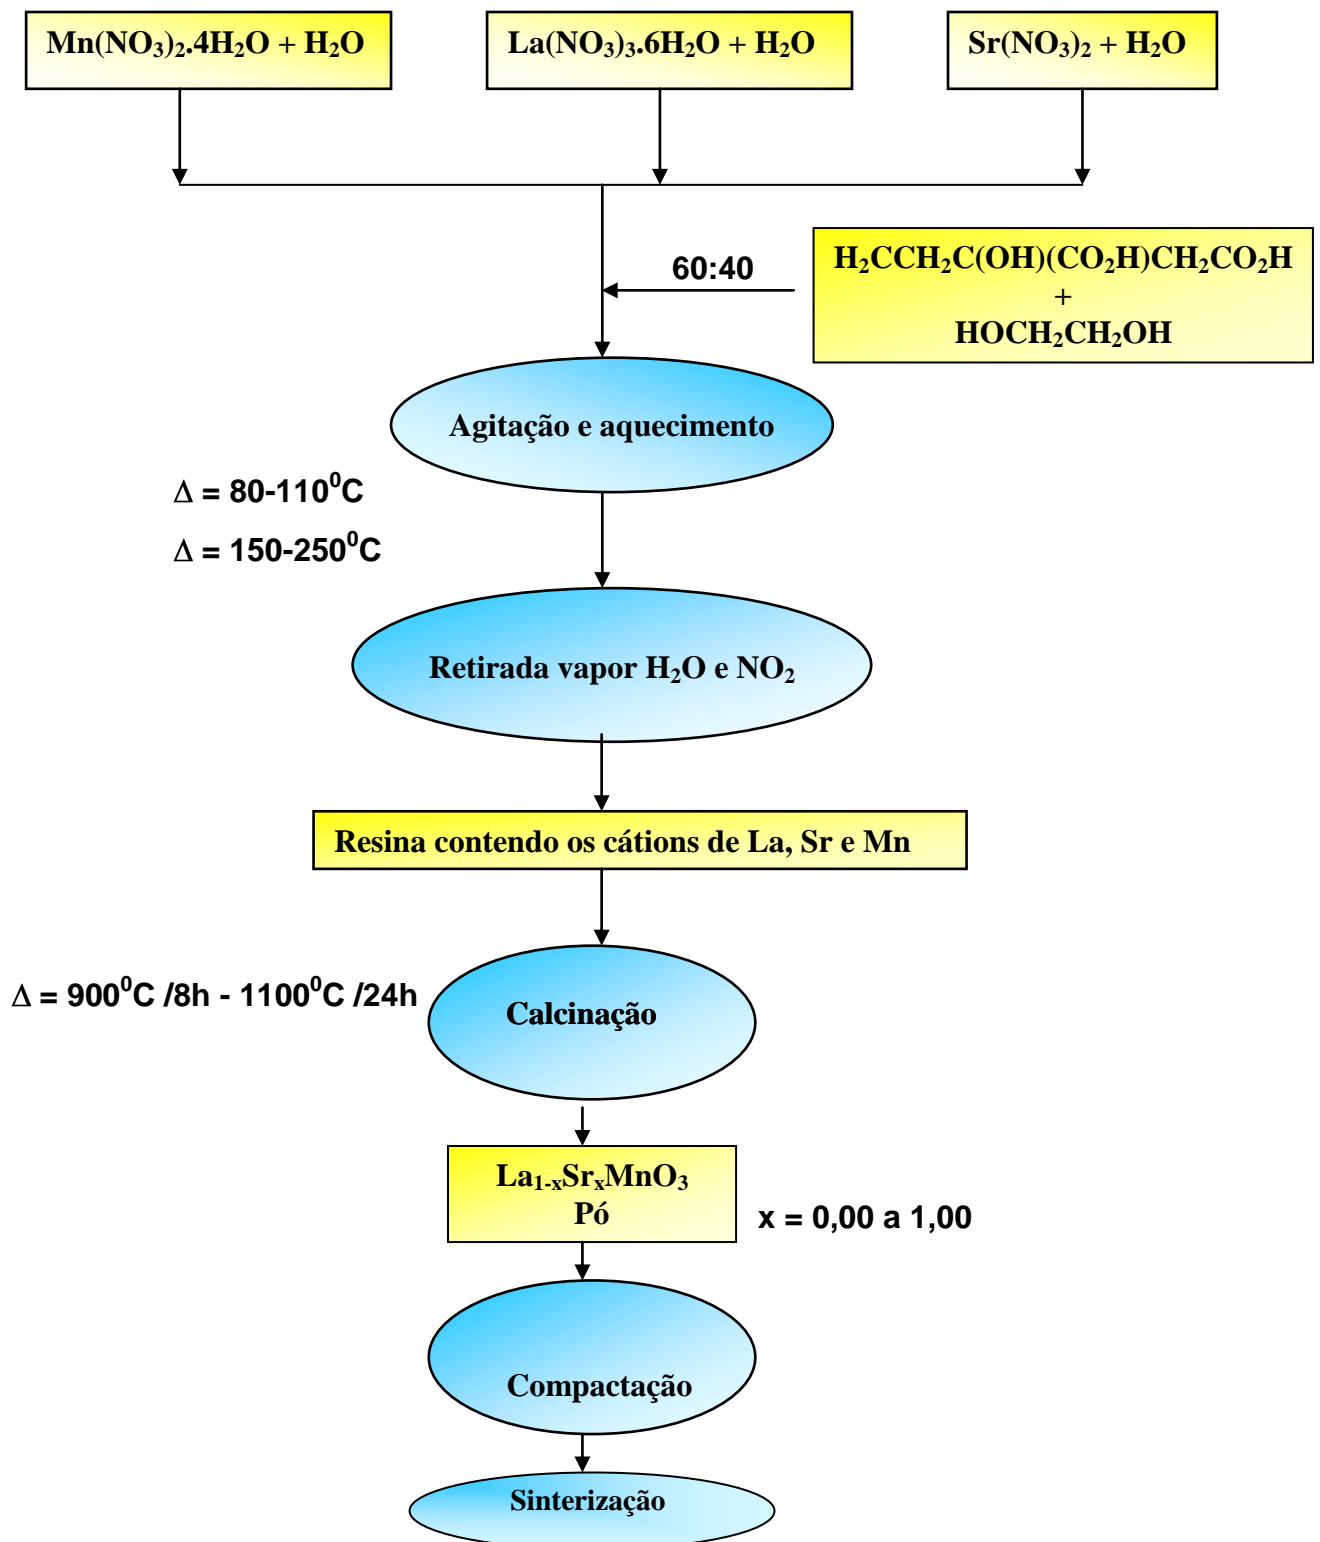 Mn(NO₃)₂.4H₂O + H₂O
La(NO₃)₃.6H₂O + H₂O
Sr(NO₃)₂ + H₂O
60:40
H₂CCH₂C(OH)(CO₂H)CH₂CO₂H
+
HOCH₂CH₂OH
Agitação e aquecimento
Δ = 80-110⁰C
Δ = 150-250⁰C
Retirada vapor H₂O e NO₂
Resina contendo os cátions de La, Sr e Mn
Δ = 900⁰C /8h - 1100⁰C /24h
Calcinação
La₁₋ₓSrₓMnO₃
Pó
x = 0,00 a 1,00
Compactação
Sinterização